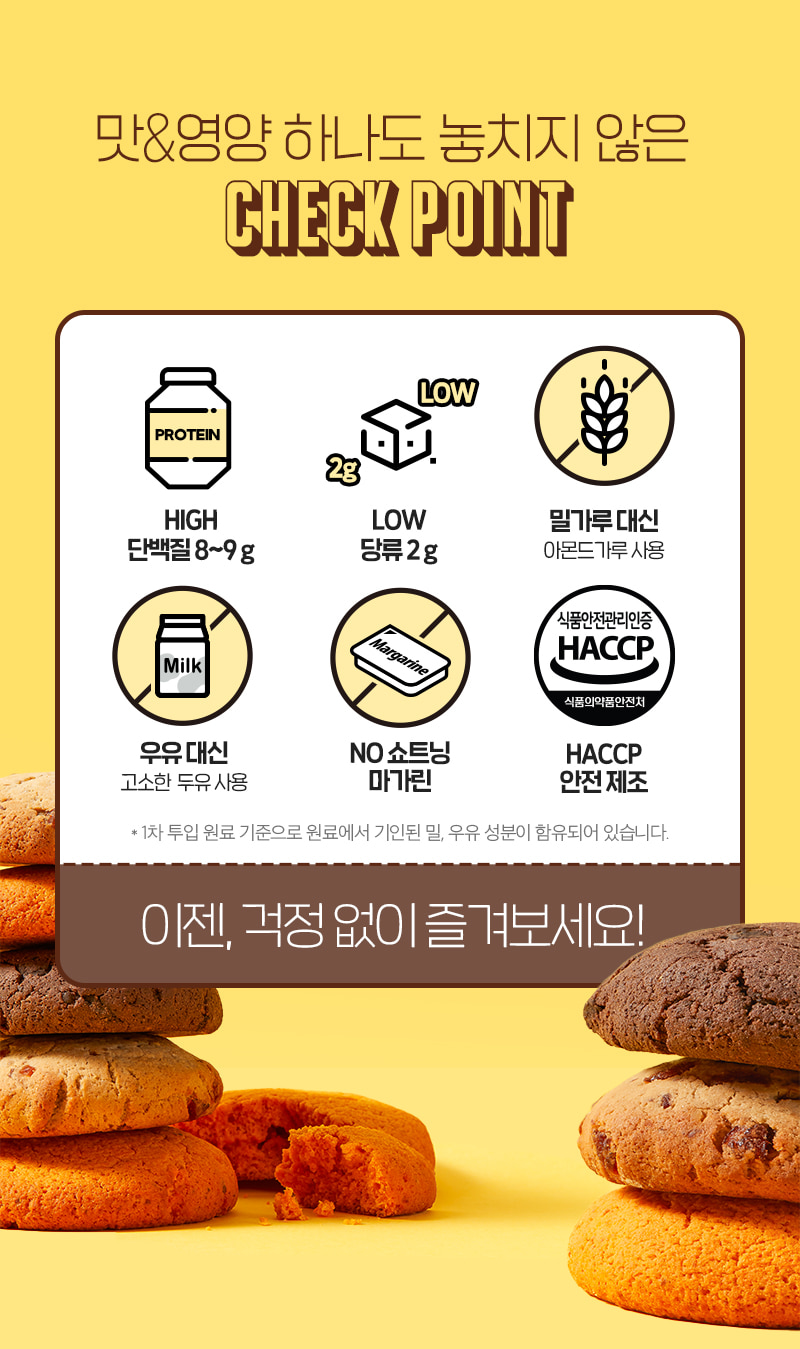 맛&영양 하나도 놓치지 않은
CHECK POINT
PROTEIN
HIGH
단백질 8~9 g
LOW
2g
LOW
당류 2 g
밀가루 대신
아몬드가루 사용
Milk
우유 대신
고소한 두유 사용
Margarine
NO 쇼트닝
마가린
식품안전관리인증
HACCP
식품의약품안전처
HACCP
안전 제조
* 1차 투입 원료 기준으로 원료에서 기인된 밀, 우유 성분이 함유되어 있습니다.
이젠, 걱정 없이 즐겨보세요!